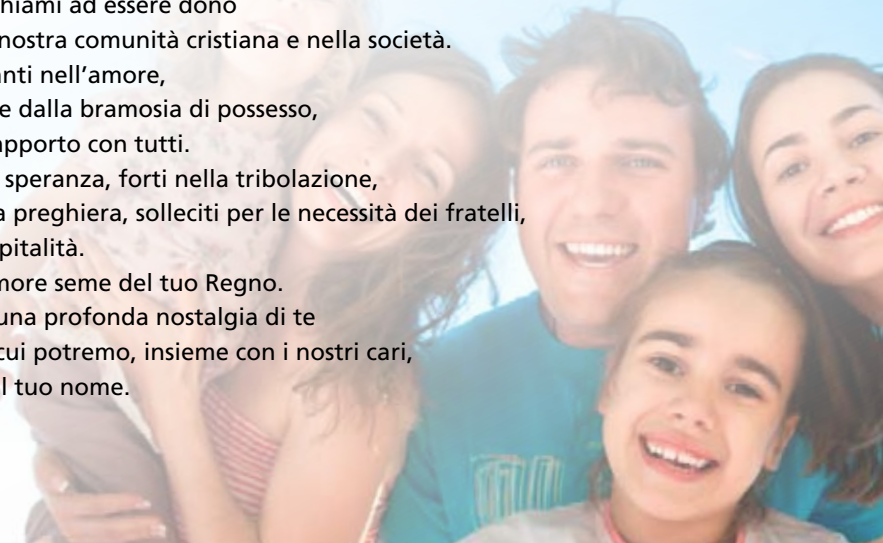 hiami ad essere dono
nostra comunità cristiana e nella società.
anti nell’amore,
e dalla bramosia di possesso,
apporto con tutti.
speranza, forti nella tribolazione,
a preghiera, solleciti per le necessità dei fratelli,
pitalità.
more seme del tuo Regno.
una profonda nostalgia di te
cui potremo, insieme con i nostri cari,
l tuo nome.